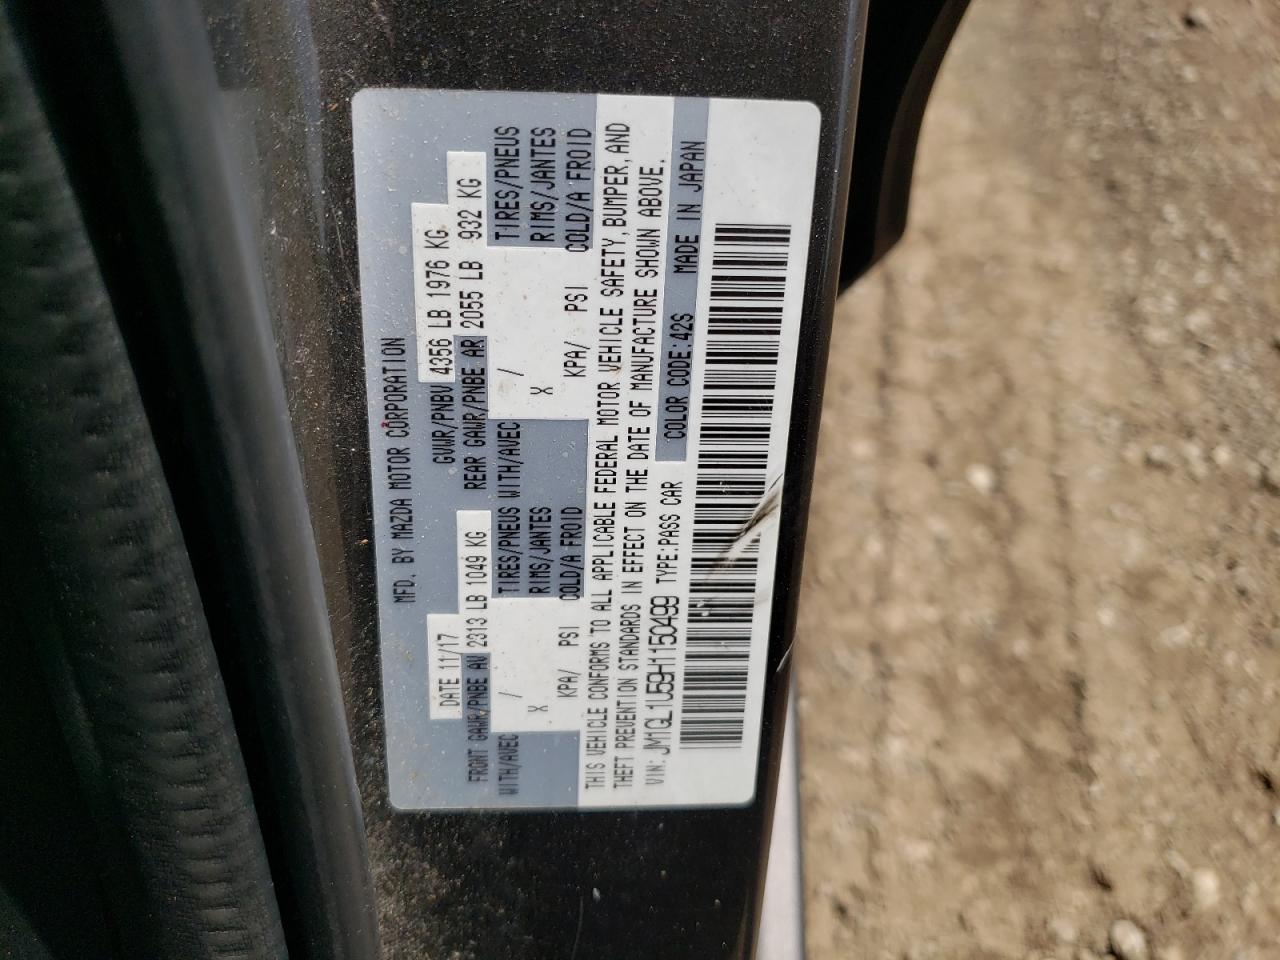 MFD. BY MAZDA MOTOR CORPORATION
DATE 11/17 GVWR/PNBV 4356 LB 1976 KG
FRONT GAWR/PNBE AV 2313 LB 1049 KG REAR GAWR/PNBE AR 2055 LB 932 KG
WITH/AVEC / TIRES/PNEUS WITH/AVEC / TIRES/PNEUS
X RIMS/JANTES X RIMS/JANTES
KPA/ PSI COLD/A FROID KPA/ PSI COLD/A FROID
THIS VEHICLE CONFORMS TO ALL APPLICABLE FEDERAL MOTOR VEHICLE SAFETY, BUMPER, AND
THEFT PREVENTION STANDARDS IN EFFECT ON THE DATE OF MANUFACTURE SHOWN ABOVE.
VIN: JM1GL1U59H1150499 TYPE:PASS CAR COLOR CODE:42S MADE IN JAPAN